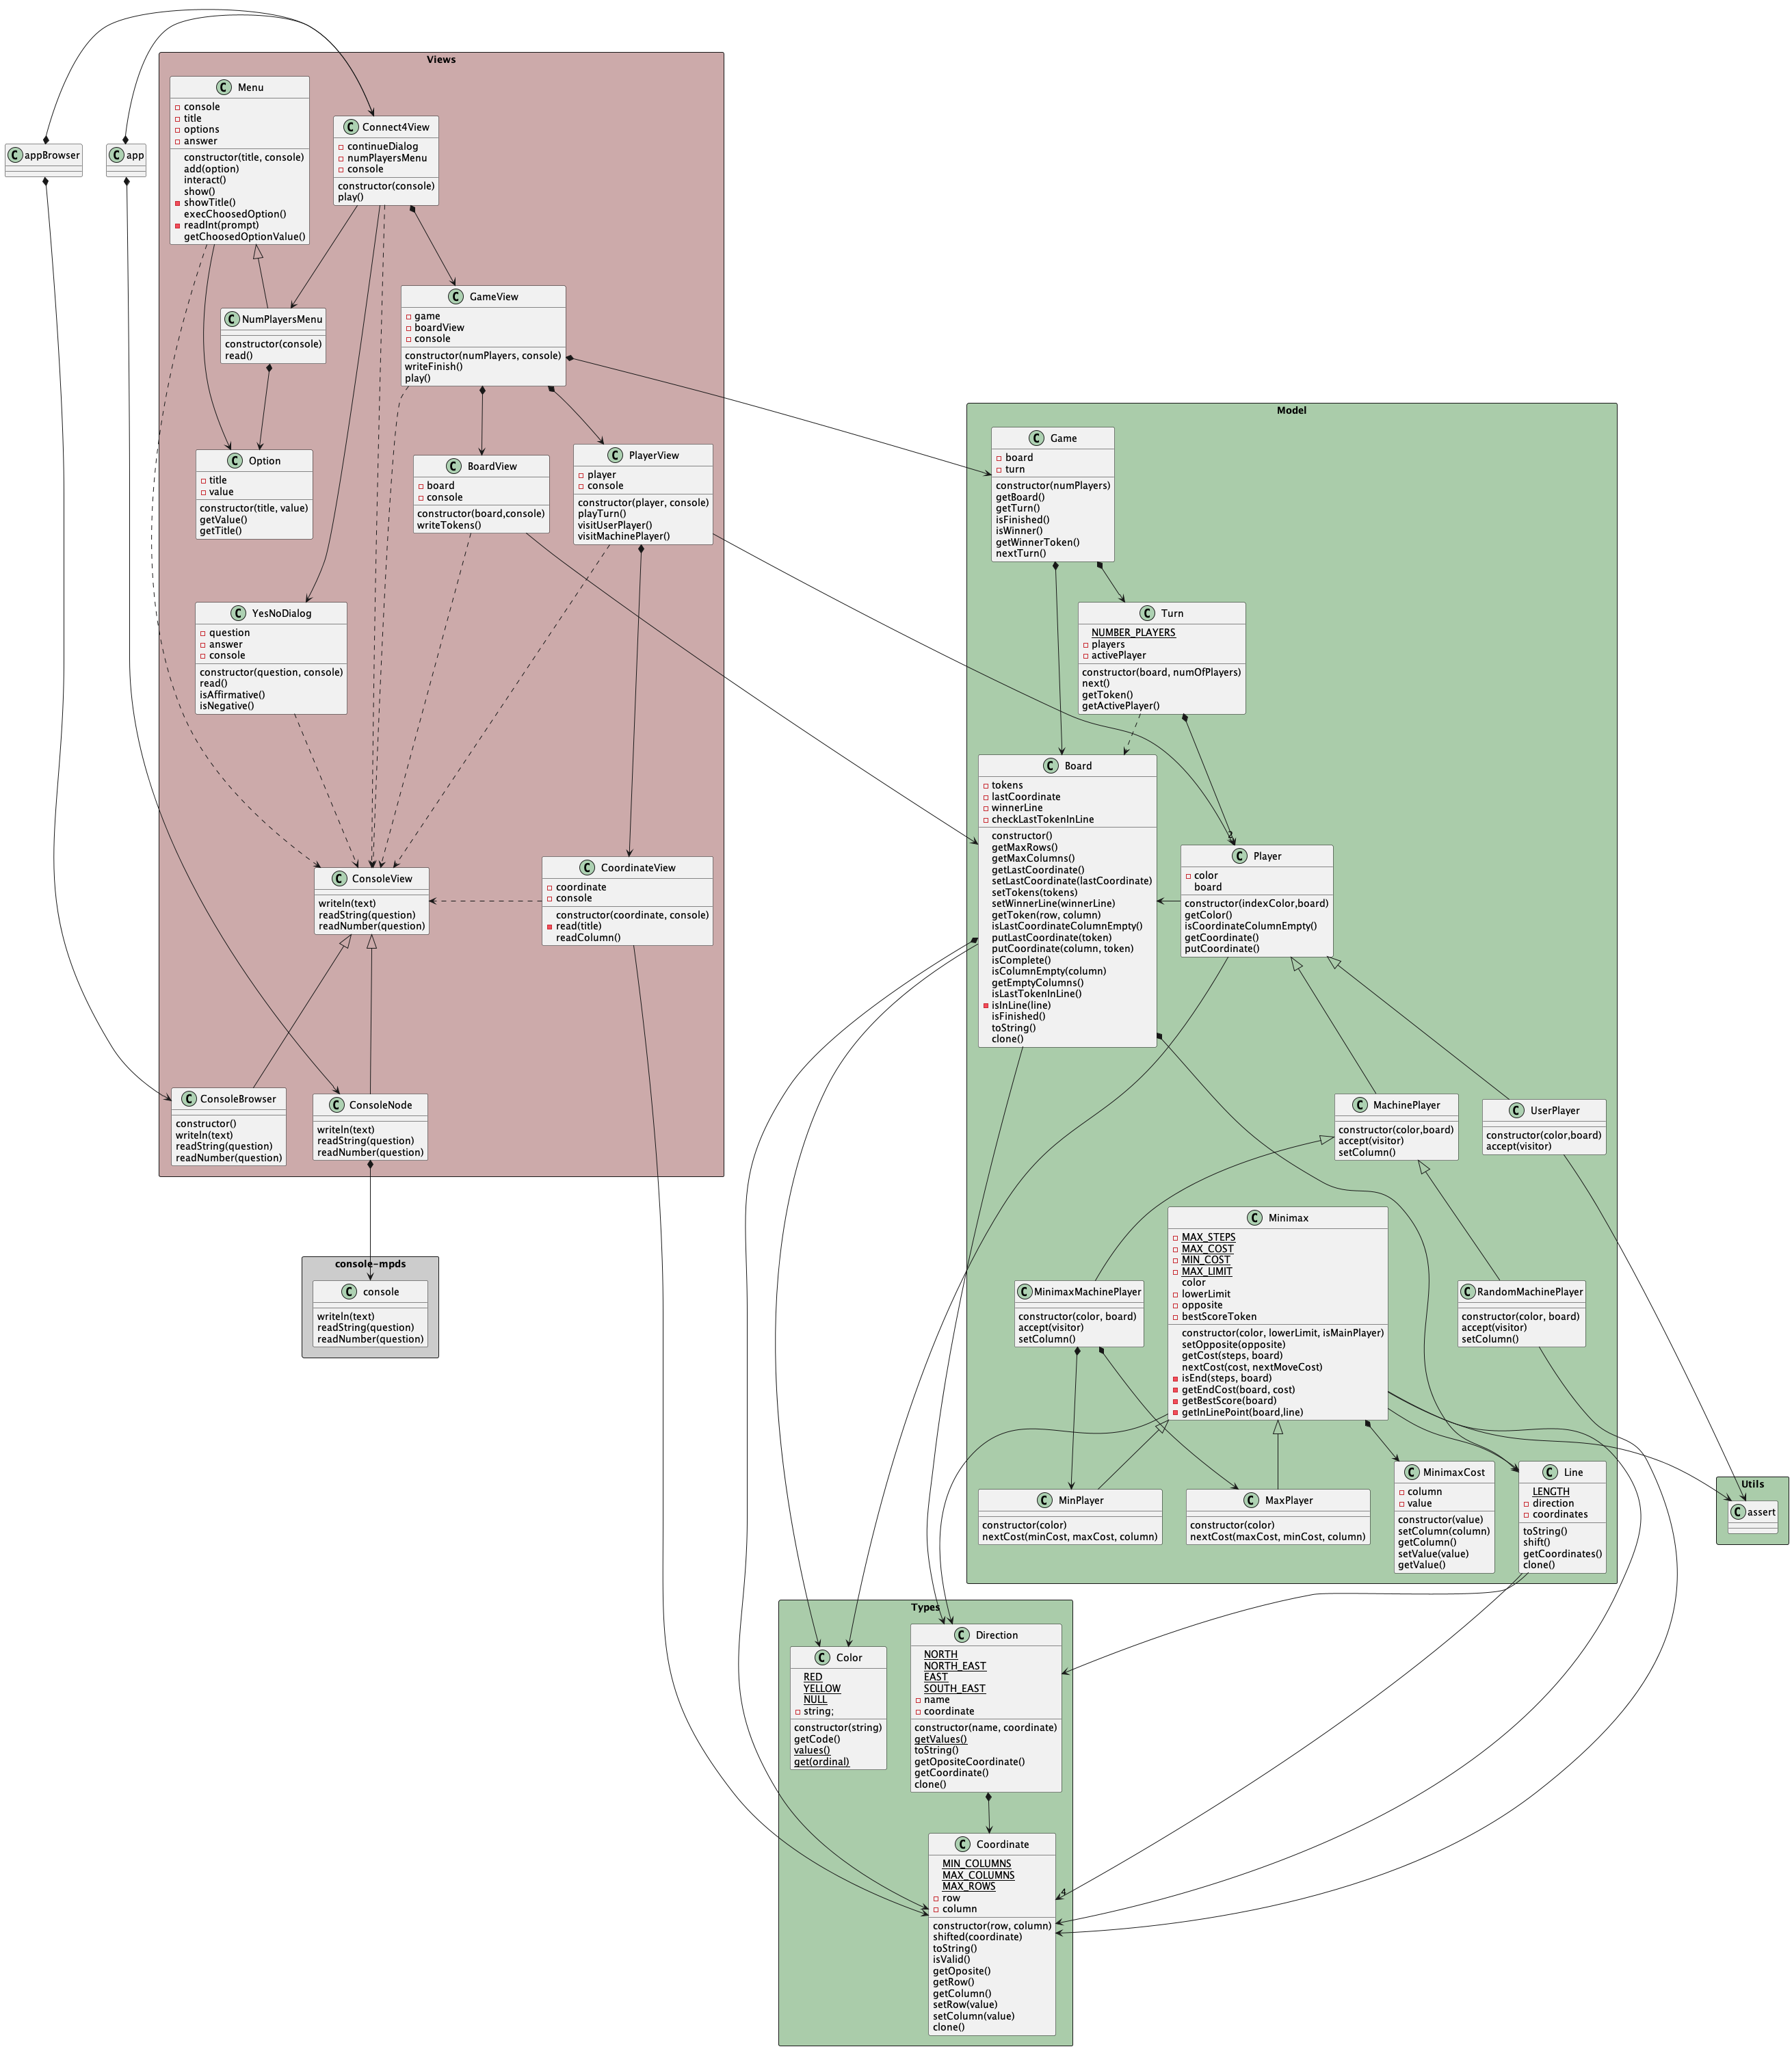 Views
Menu
console
title
options
answer
constructor(title, console)
add(option)
interact()
show()
showTitle()
execChoosedOption()
readInt(prompt)
getChoosedOptionValue()
Connect4View
continueDialog
numPlayersMenu
console
constructor(console)
play()
appBrowser
app
NumPlayersMenu
constructor(console)
read()
GameView
game
boardView
console
constructor(numPlayers, console)
writeFinish()
play()
Option
title
value
constructor(title, value)
getValue()
getTitle()
BoardView
board
console
constructor(board,console)
writeTokens()
PlayerView
player
console
constructor(player, console)
playTurn()
visitUserPlayer()
visitMachinePlayer()
YesNoDialog
question
answer
console
constructor(question, console)
read()
isAffirmative()
isNegative()
ConsoleView
writeln(text)
readString(question)
readNumber(question)
CoordinateView
coordinate
console
constructor(coordinate, console)
read(title)
readColumn()
ConsoleBrowser
constructor()
writeln(text)
readString(question)
readNumber(question)
ConsoleNode
writeln(text)
readString(question)
readNumber(question)
console-mpds
console
writeln(text)
readString(question)
readNumber(question)
Model
Game
board
turn
constructor(numPlayers)
getBoard()
getTurn()
isFinished()
isWinner()
getWinnerToken()
nextTurn()
Turn
NUMBER_PLAYERS
players
activePlayer
constructor(board, numOfPlayers)
next()
getToken()
getActivePlayer()
Board
tokens
lastCoordinate
winnerLine
checkLastTokenInLine
constructor()
getMaxRows()
getMaxColumns()
getLastCoordinate()
setLastCoordinate(lastCoordinate)
setTokens(tokens)
setWinnerLine(winnerLine)
getToken(row, column)
isLastCoordinateColumnEmpty()
putLastCoordinate(token)
putCoordinate(column, token)
isComplete()
isColumnEmpty(column)
getEmptyColumns()
isLastTokenInLine()
isInLine(line)
isFinished()
toString()
clone()
2
Player
color
board
constructor(indexColor,board)
getColor()
isCoordinateColumnEmpty()
getCoordinate()
putCoordinate()
MachinePlayer
constructor(color,board)
accept(visitor)
setColumn()
UserPlayer
constructor(color,board)
accept(visitor)
Minimax
MAX_STEPS
MAX_COST
MIN_COST
MAX_LIMIT
color
lowerLimit
opposite
bestScoreToken
constructor(color, lowerLimit, isMainPlayer)
setOpposite(opposite)
getCost(steps, board)
nextCost(cost, nextMoveCost)
isEnd(steps, board)
getEndCost(board, cost)
getBestScore(board)
getInLinePoint(board,line)
MinimaxMachinePlayer
constructor(color, board)
accept(visitor)
setColumn()
RandomMachinePlayer
constructor(color, board)
accept(visitor)
setColumn()
MinPlayer
constructor(color)
nextCost(minCost, maxCost, column)
MaxPlayer
constructor(color)
nextCost(maxCost, minCost, column)
MinimaxCost
column
value
constructor(value)
setColumn(column)
getColumn()
setValue(value)
getValue()
Line
LENGTH
direction
coordinates
toString()
shift()
getCoordinates()
clone()
Utils
assert
Types
Color
RED
YELLOW
NULL
string;
constructor(string)
getCode()
values()
get(ordinal)
Direction
NORTH
NORTH_EAST
EAST
SOUTH_EAST
name
coordinate
constructor(name, coordinate)
getValues()
toString()
getOpositeCoordinate()
getCoordinate()
clone()
4
Coordinate
MIN_COLUMNS
MAX_COLUMNS
MAX_ROWS
row
column
constructor(row, column)
shifted(coordinate)
toString()
isValid()
getOposite()
getRow()
getColumn()
setRow(value)
setColumn(value)
clone()